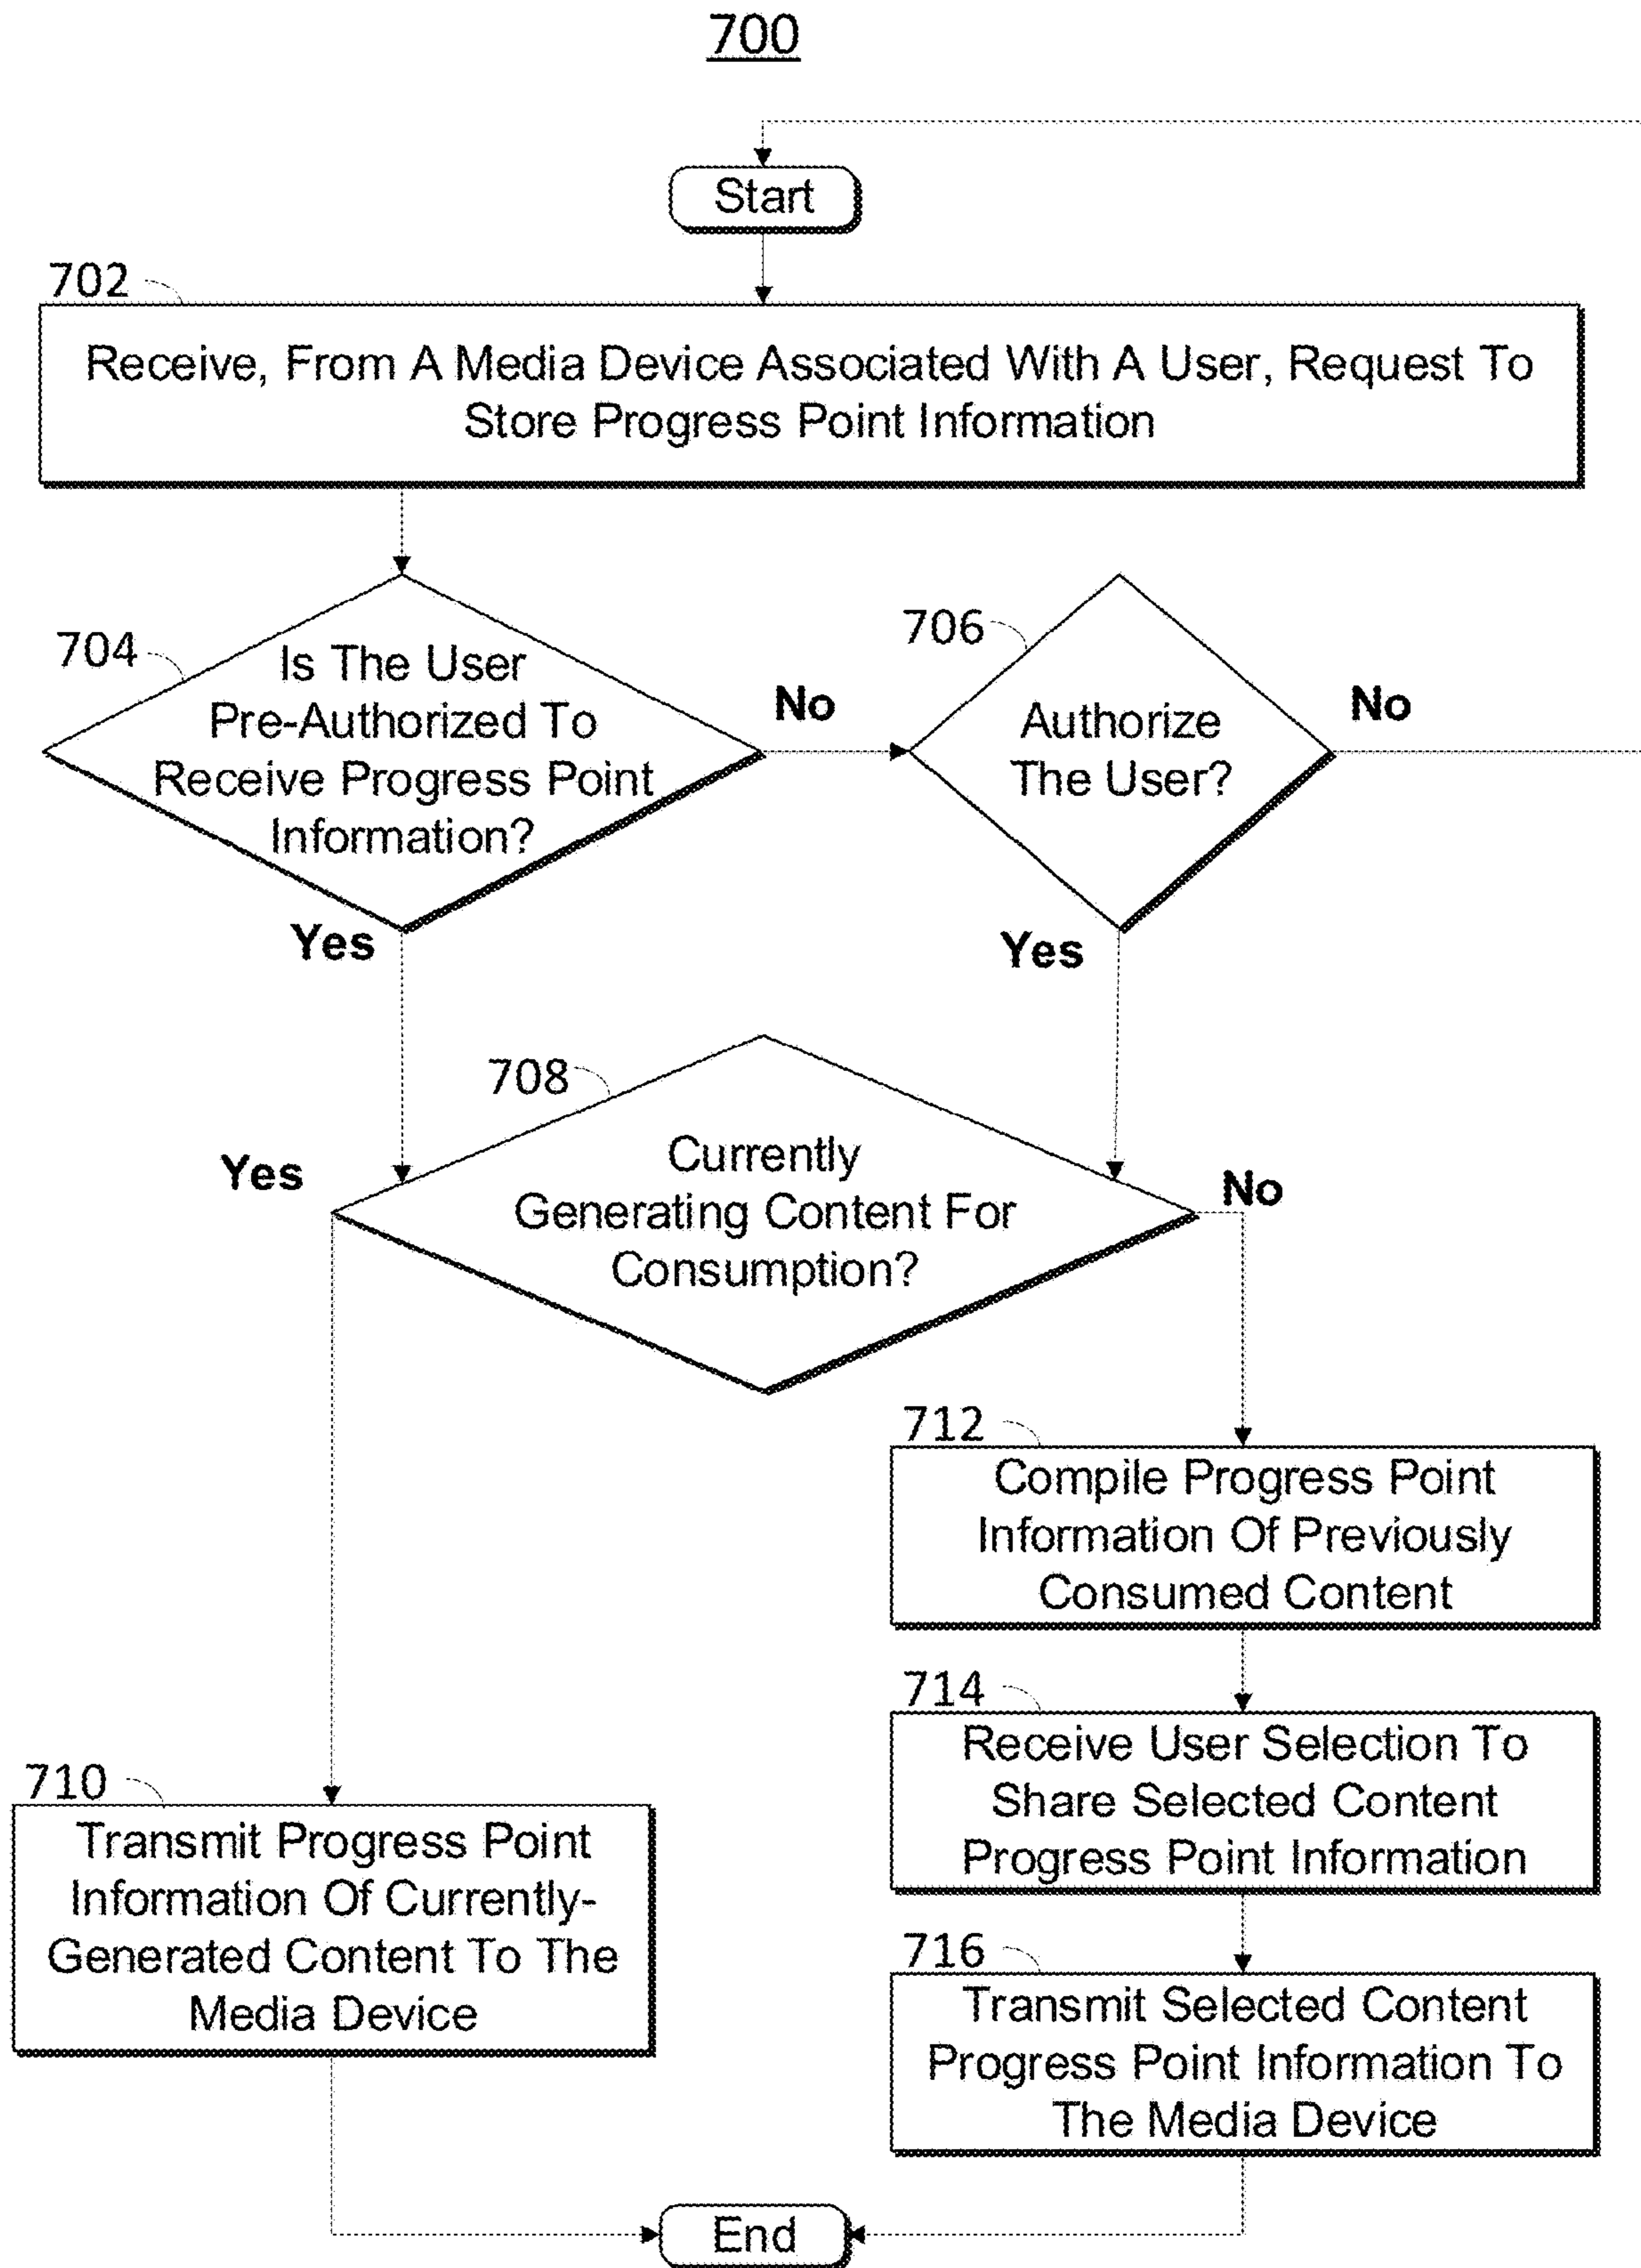 700
Start
702
Receive, From A Media Device Associated With A User, Request To
Store Progress Point Information
704
Is The User
Pre-Authorized To
Receive Progress Point
Information?
No
Yes
706
Authorize
The User?
No
Yes
708
Currently
Generating Content For
Consumption?
Yes
No
712
Compile Progress Point
Information Of Previously
Consumed Content
714
Receive User Selection To
Share Selected Content
Progress Point Information
710
Transmit Progress Point
Information Of Currently-
Generated Content To The
Media Device
716
Transmit Selected Content
Progress Point Information To
The Media Device
End